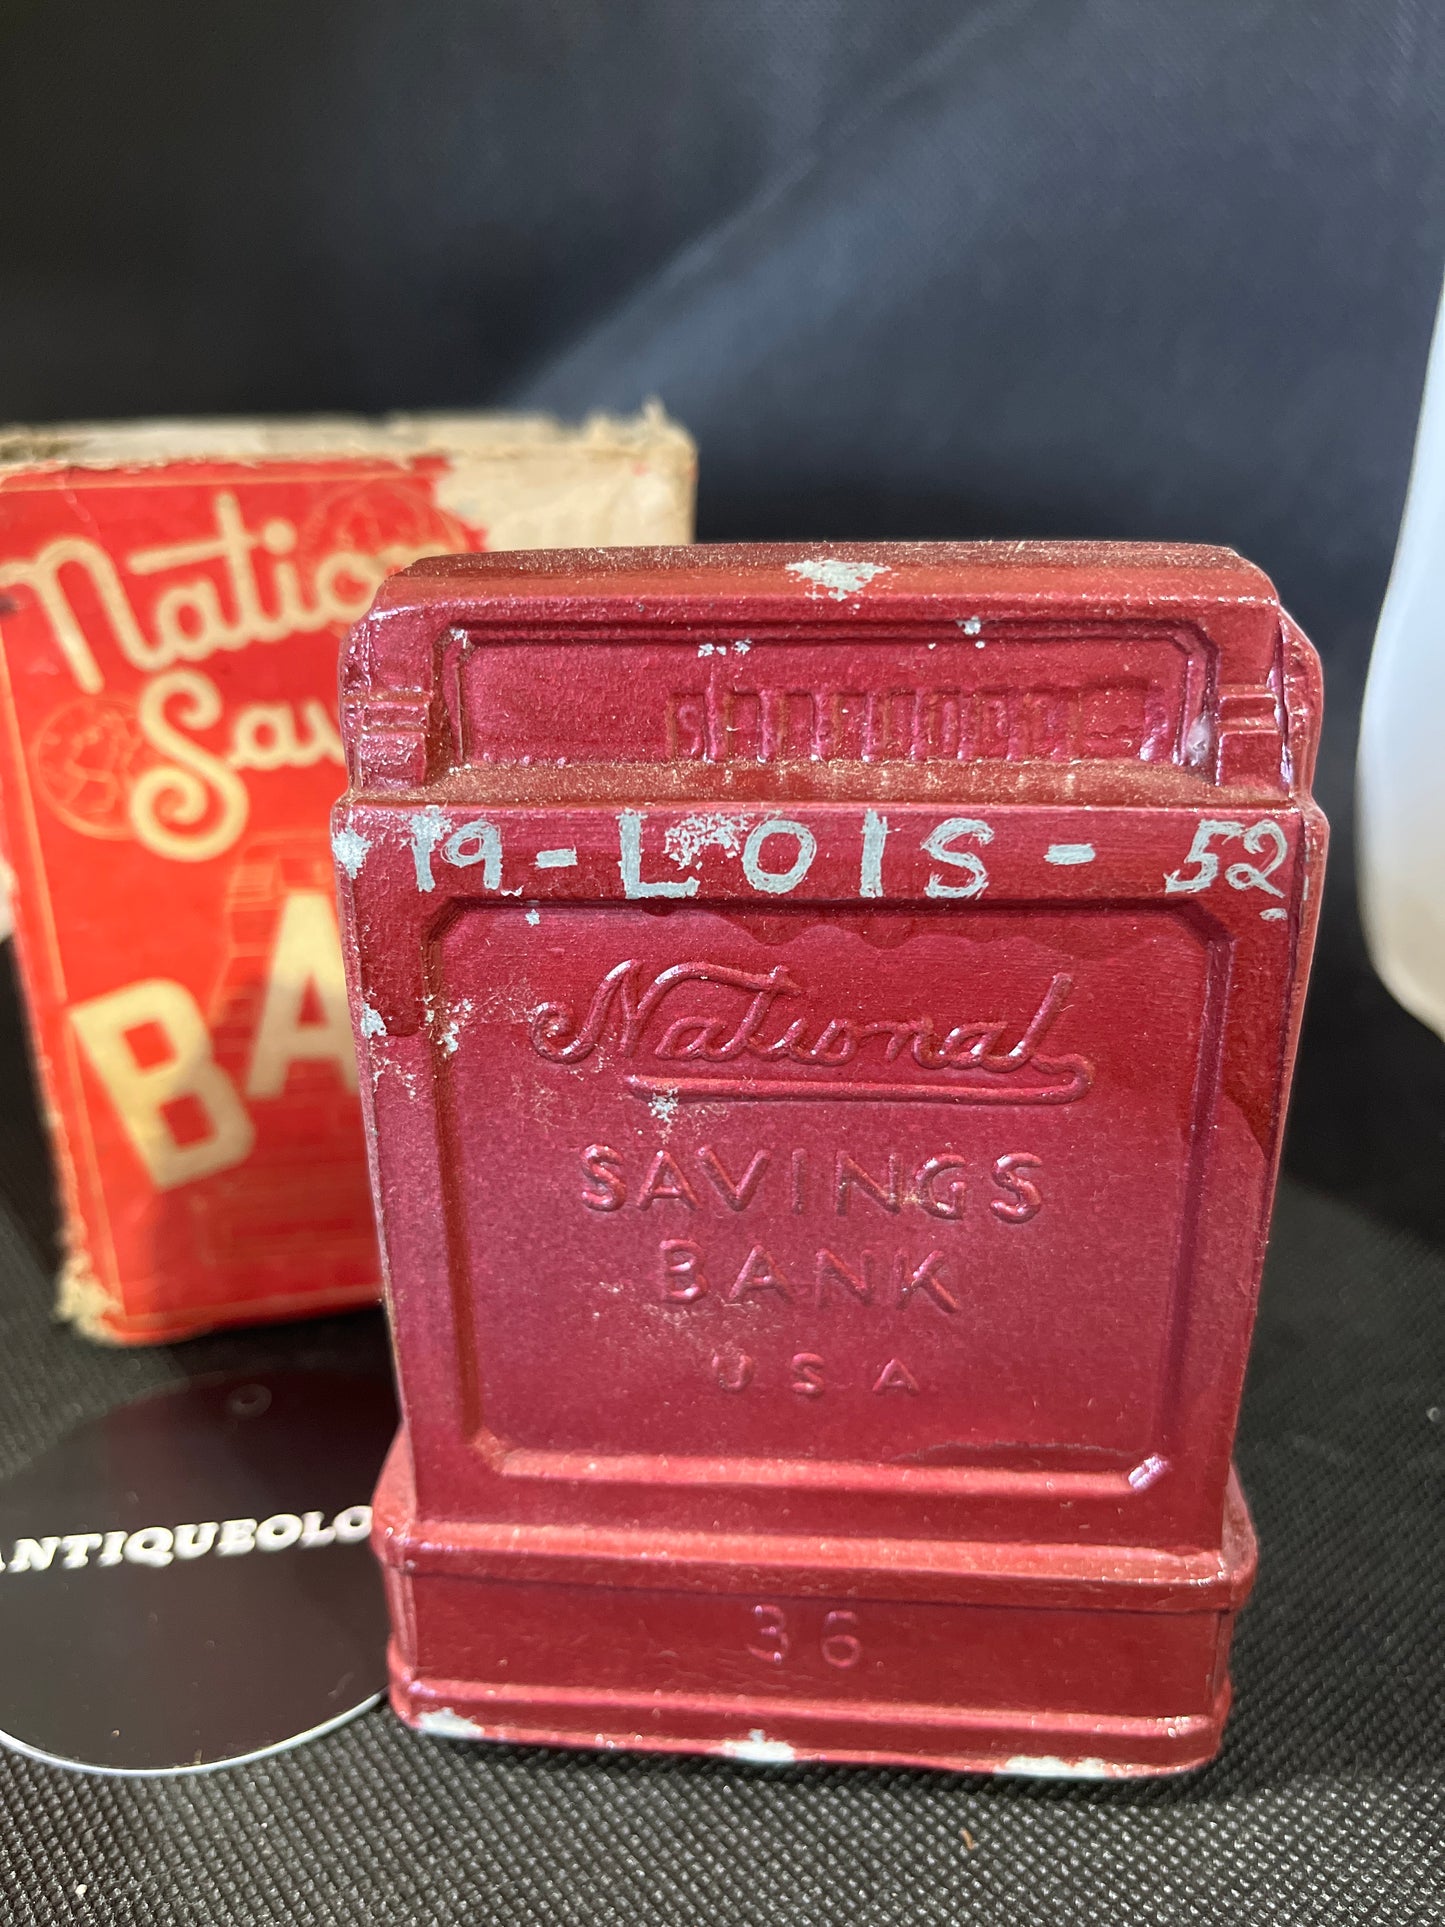 Natio
Sav
BA
19 - LOIS - 52
National
SAVINGS
BANK
USA
36
ANTIQUEOLO